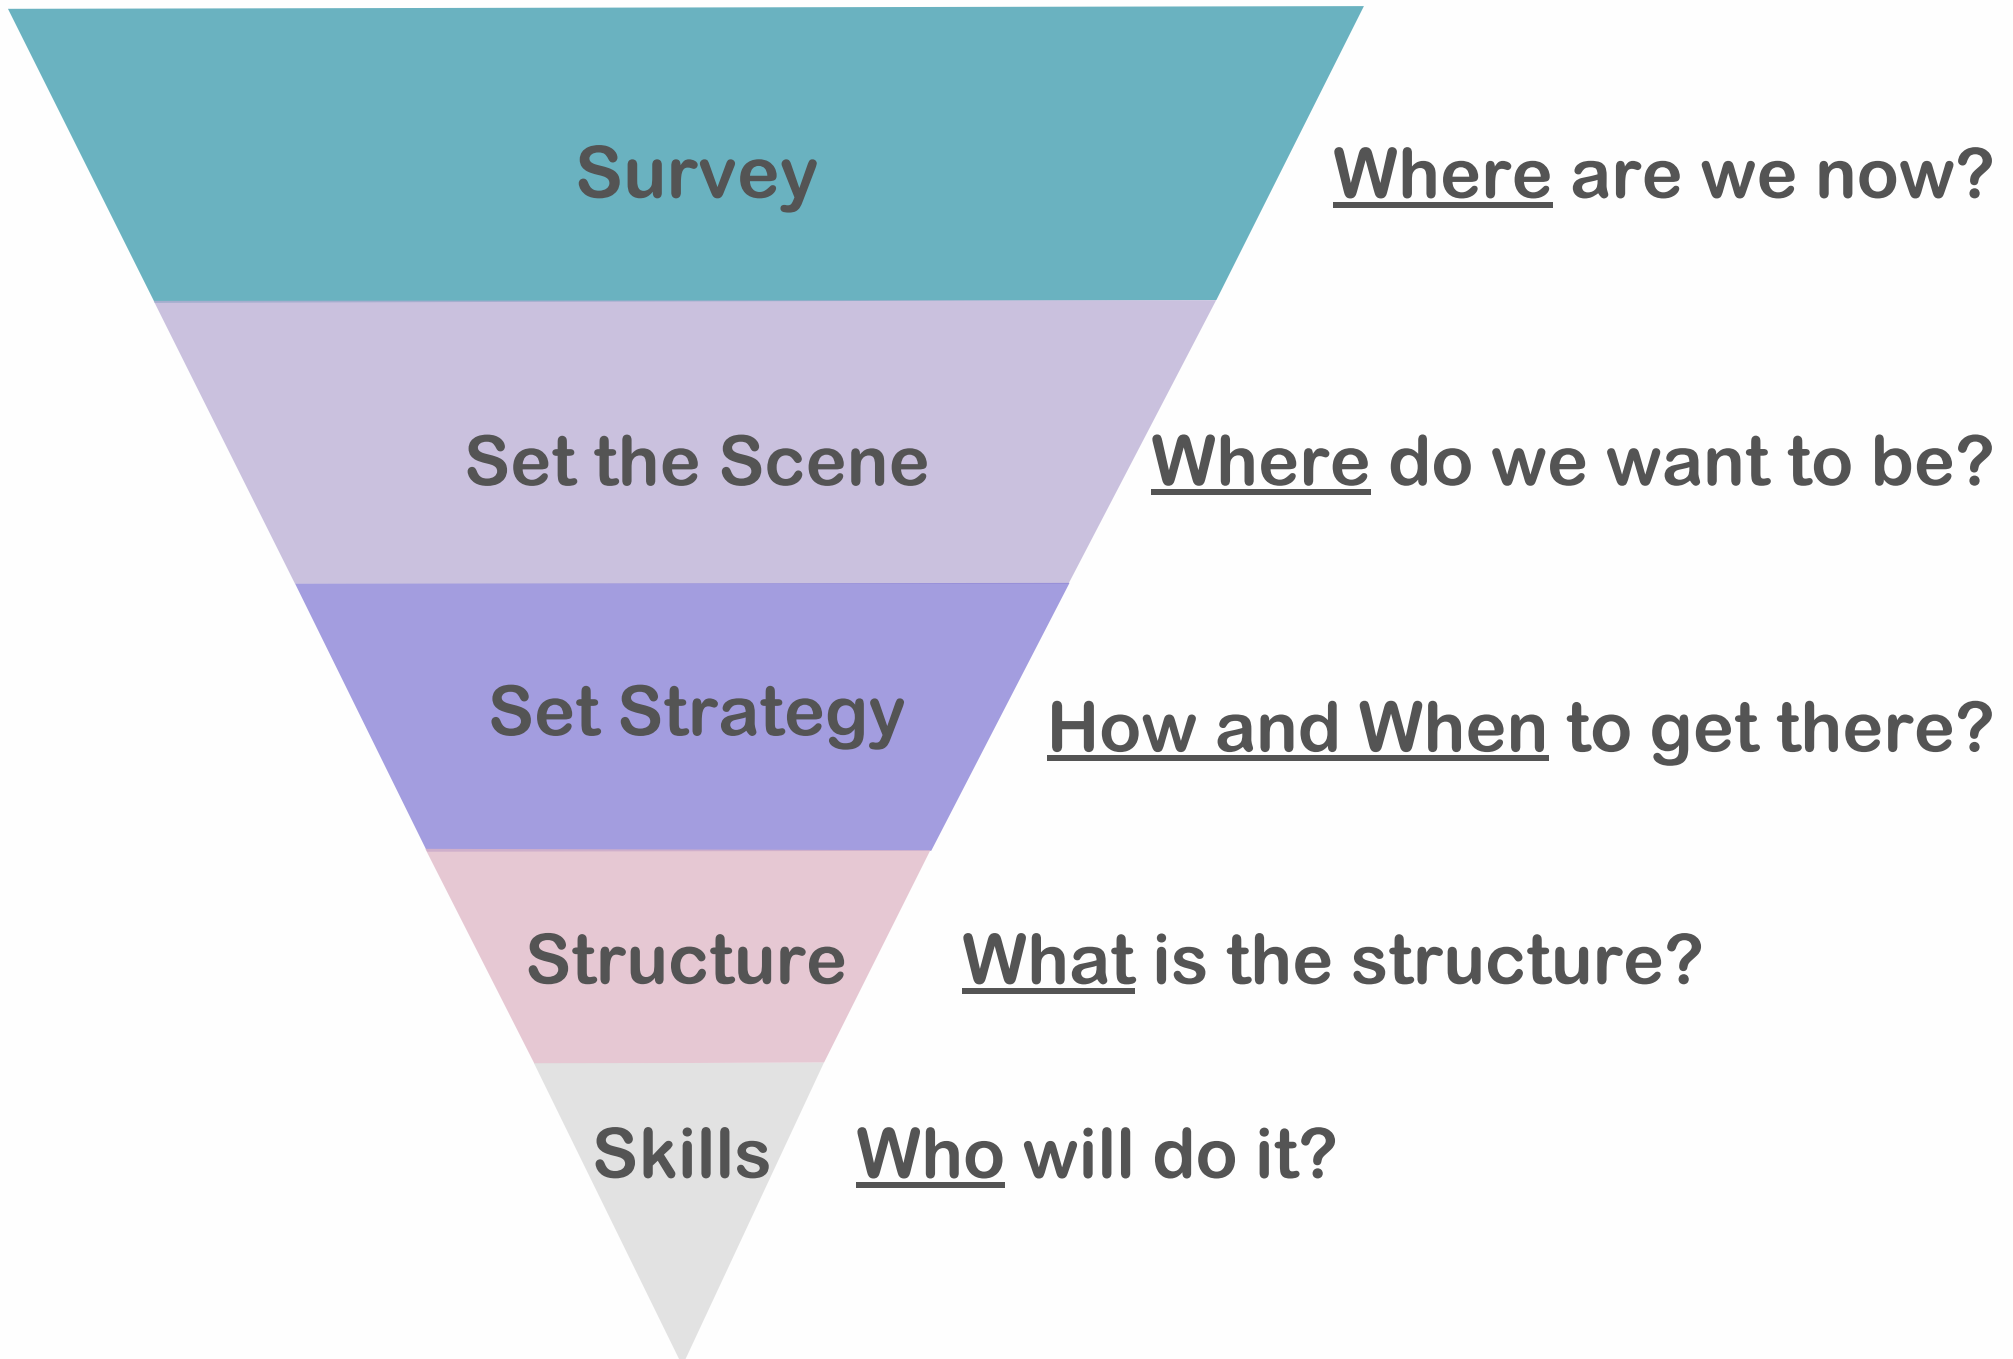 Survey
Where are we now?
Set the Scene
Where do we want to be?
Set Strategy
How and When to get there?
Structure
What is the structure?
Skills
Who will do it?